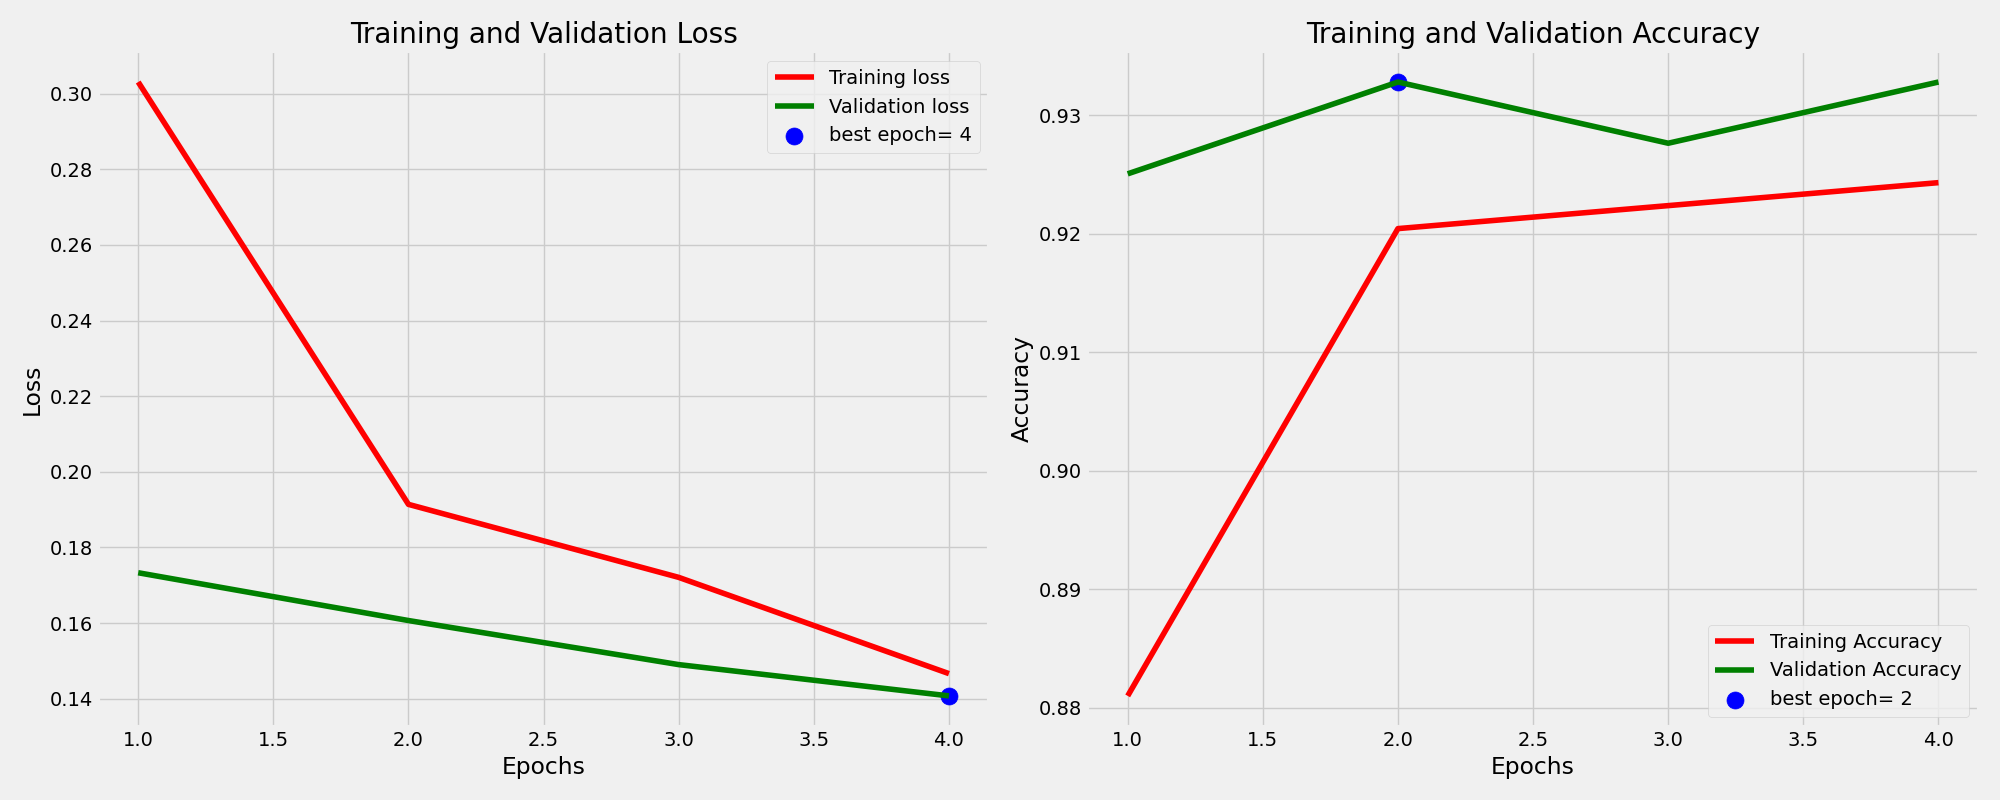 Training and Validation Loss
Training loss
Validation loss
best epoch= 4
Loss
0.30
0.28
0.26
0.24
0.22
0.20
0.18
0.16
0.14
1.0 1.5 2.0 2.5 3.0 3.5 4.0
Epochs
Training and Validation Accuracy
Accuracy
0.93
0.92
0.91
0.90
0.89
0.88
Training Accuracy
Validation Accuracy
best epoch= 2
1.0 1.5 2.0 2.5 3.0 3.5 4.0
Epochs